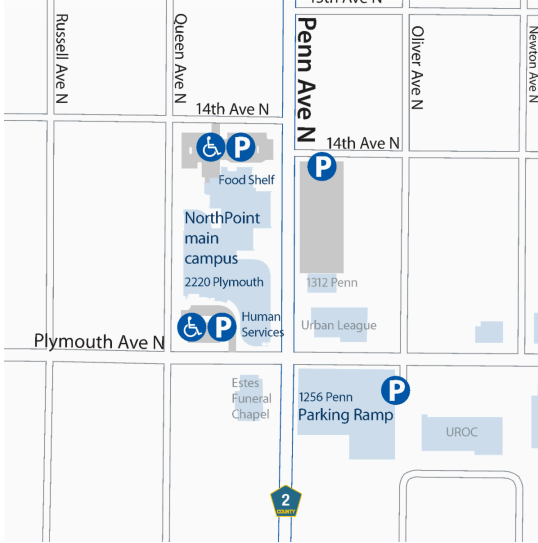 15th Ave N
Russell Ave N
Queen Ave N
Penn Ave N
Oliver Ave N
Newton Ave N
14th Ave N
14th Ave N
P
P
Food Shelf
NorthPoint
main
campus
2220 Plymouth
1312 Penn
P
Human
Services
Urban League
Plymouth Ave N
Estes
Funeral
Chapel
1256 Penn
Parking Ramp
P
UROC
2
COUNTY